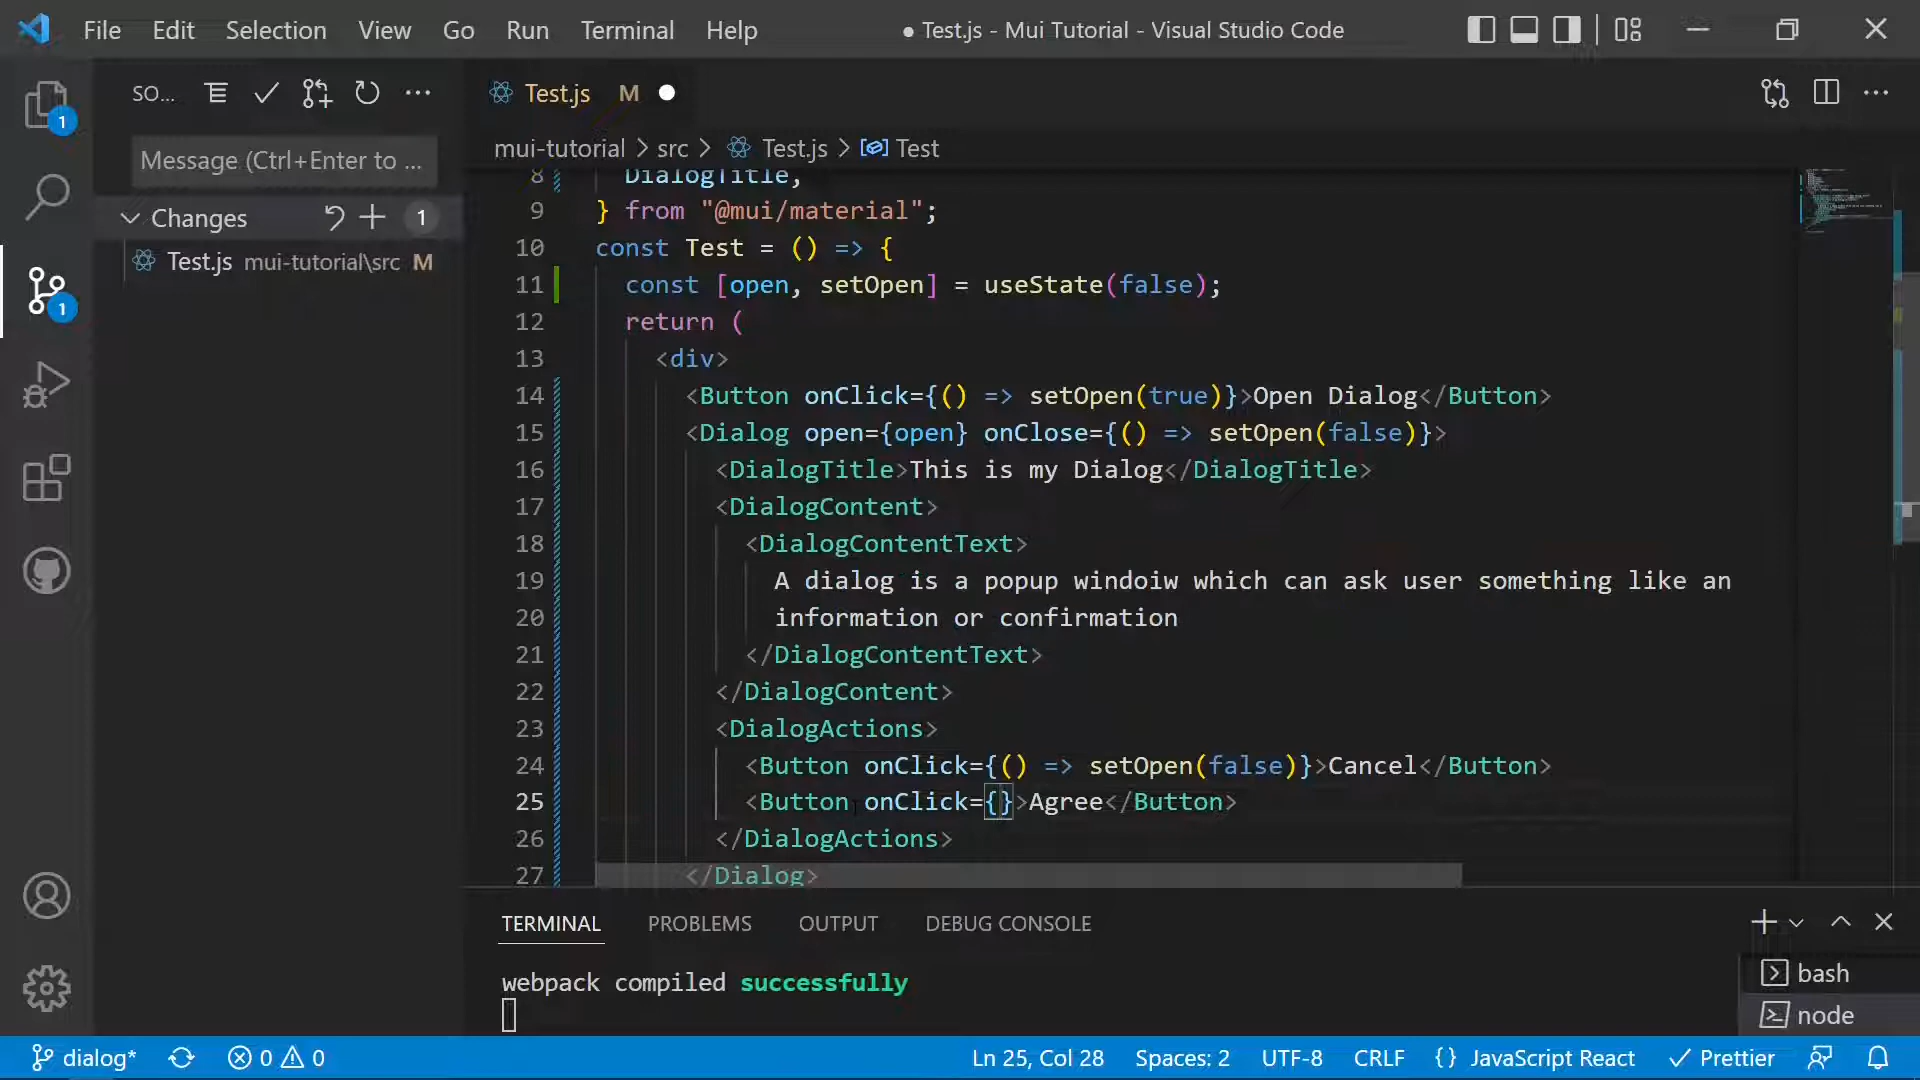 File Edit Selection View Go Run Terminal Help ● Test.js - Mui Tutorial - Visual Studio Code
SO...
Test.js M
1
Message (Ctrl+Enter to ...
mui-tutorial > src > Test.js > Test
Changes 1
Test.js mui-tutorial\src M
1
8 DialogTitle,
9 } from "@mui/material";
10 const Test = () => {
11 const [open, setOpen] = useState(false);
12 return (
13 <div>
14 <Button onClick={() => setOpen(true)}>Open Dialog</Button>
15 <Dialog open={open} onClose={() => setOpen(false)}>
16 <DialogTitle>This is my Dialog</DialogTitle>
17 <DialogContent>
18 <DialogContentText>
19 A dialog is a popup windoiw which can ask user something like an
20 information or confirmation
21 </DialogContentText>
22 </DialogContent>
23 <DialogActions>
24 <Button onClick={() => setOpen(false)}>Cancel</Button>
25 <Button onClick={}>Agree</Button>
26 </DialogActions>
27 </Dialog>
TERMINAL PROBLEMS OUTPUT DEBUG CONSOLE
webpack compiled successfully
bash
node
dialog* 0 0 Ln 25, Col 28 Spaces: 2 UTF-8 CRLF {} JavaScript React Prettier